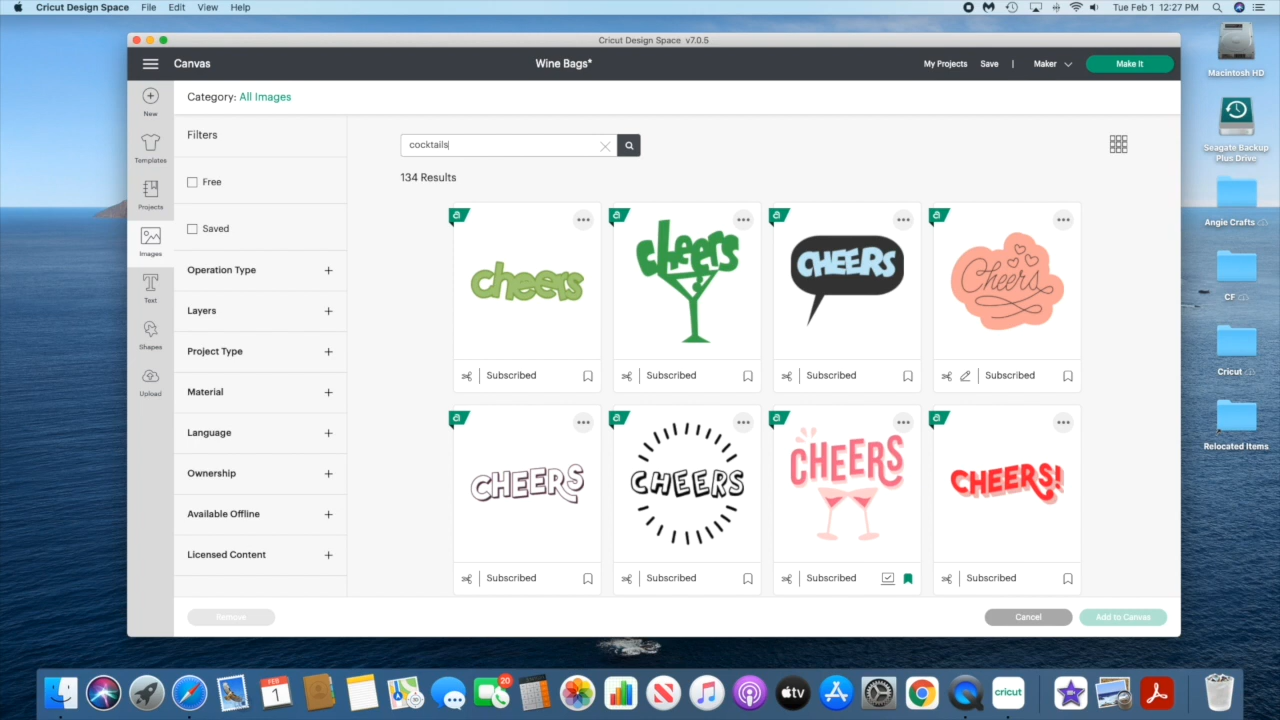 Cricut Design Space File Edit View Help
Tue Feb 1 12:27 PM
Cricut Design Space v7.0.5
Canvas
Wine Bags*
My Projects Save | Maker Make It
Macintosh HD
Seagate Backup
Plus Drive
Angie Crafts
CF
Cricut
Relocated Items
New
Templates
Projects
Images
Text
Shapes
Upload
Category: All Images
Filters
Free
Saved
Operation Type +
Layers +
Project Type +
Material +
Language +
Ownership +
Available Offline +
Licensed Content +
cocktails
134 Results
cheers
cheers
CHEERS
Cheers
Subscribed
Subscribed
Subscribed
Subscribed
CHEERS
CHEERS
CHEERS
CHEERS!
Subscribed
Subscribed
Subscribed
Subscribed
Remove
Cancel
Add to Canvas
FEB
1
20
tv
cricut